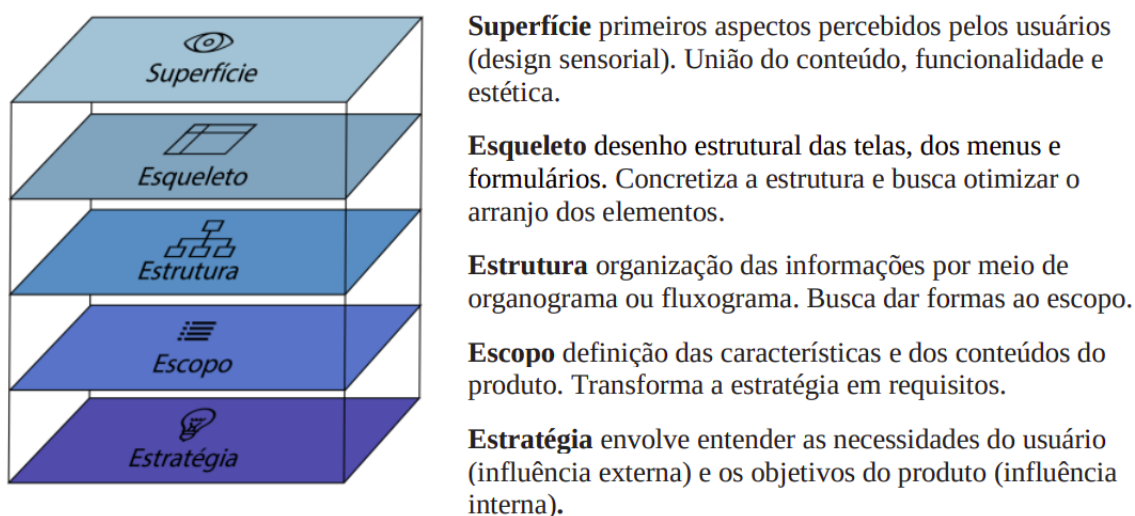 Superfície
Esqueleto
Estrutura
Escopo
Estratégia
Superfície primeiros aspectos percebidos pelos usuários
(design sensorial). União do conteúdo, funcionalidade e
estética.
Esqueleto desenho estrutural das telas, dos menus e
formulários. Concretiza a estrutura e busca otimizar o
arranjo dos elementos.
Estrutura organização das informações por meio de
organograma ou fluxograma. Busca dar formas ao escopo.
Escopo definição das características e dos conteúdos do
produto. Transforma a estratégia em requisitos.
Estratégia envolve entender as necessidades do usuário
(influência externa) e os objetivos do produto (influência
interna).